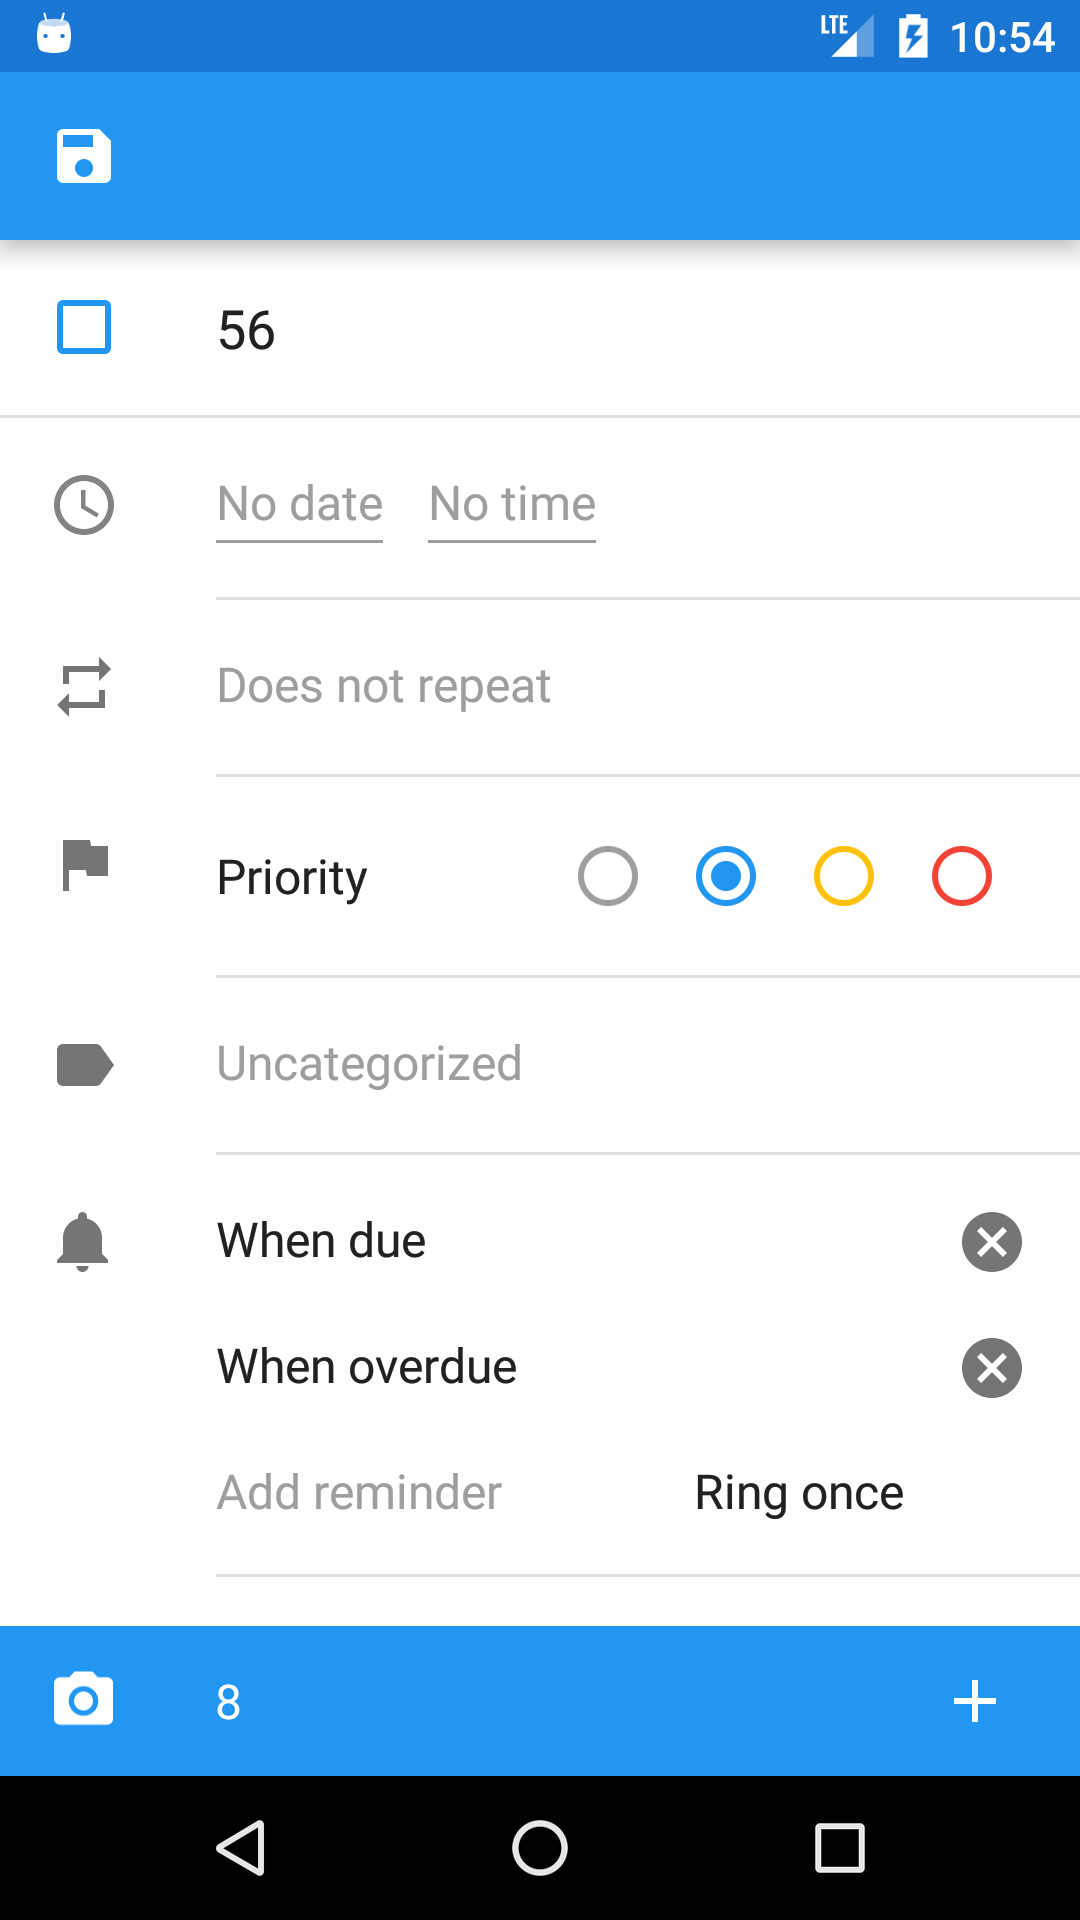 LTE 10:54
56
No date No time
Does not repeat
Priority
Uncategorized
When due
When overdue
Add reminder Ring once
8